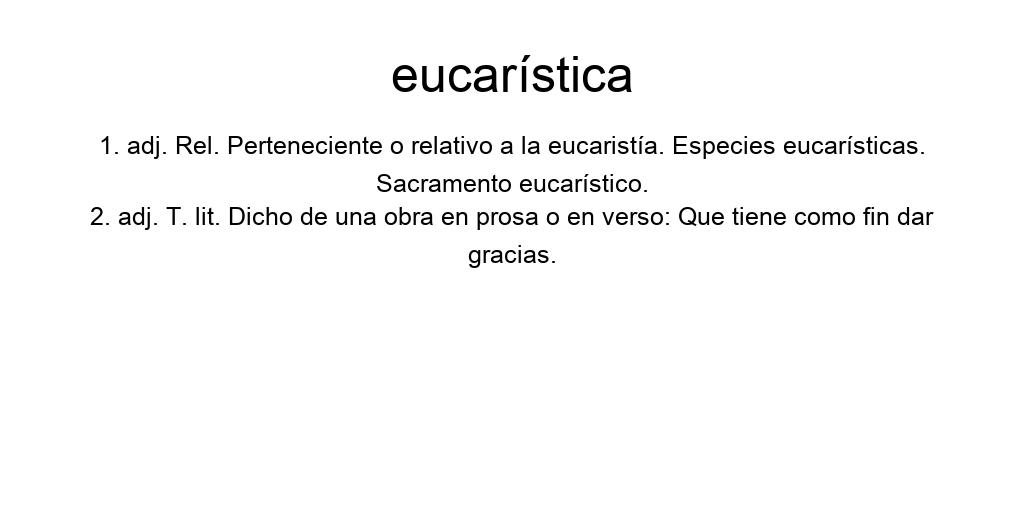 eucarística
1. adj. Rel. Perteneciente o relativo a la eucaristía. Especies eucarísticas.
Sacramento eucarístico.
2. adj. T. lit. Dicho de una obra en prosa o en verso: Que tiene como fin dar
gracias.